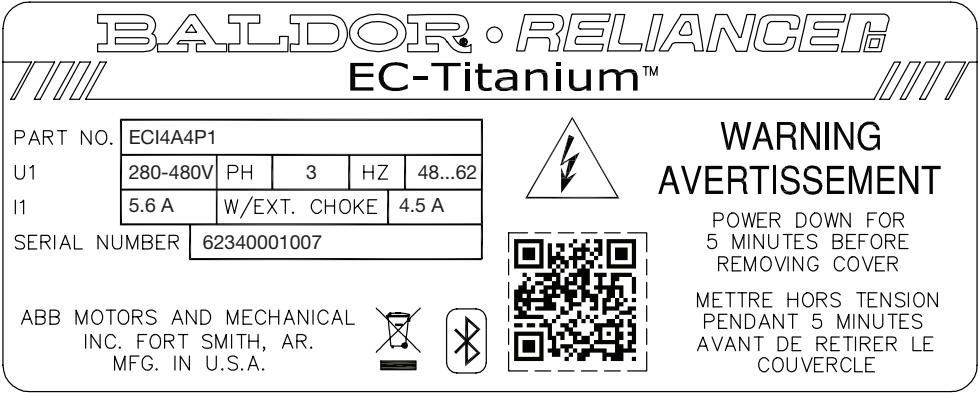 BALDOR. • RELIANCER
EC-Titanium™
PART NO. ECI4A4P1
U1 280-480V PH 3 HZ 48...62
I1 5.6 A W/EXT. CHOKE 4.5 A
SERIAL NUMBER 62340001007
ABB MOTORS AND MECHANICAL
INC. FORT SMITH, AR.
MFG. IN U.S.A.
WARNING
AVERTISSEMENT
POWER DOWN FOR
5 MINUTES BEFORE
REMOVING COVER
METTRE HORS TENSION
PENDANT 5 MINUTES
AVANT DE RETIRER LE
COUVERCLE